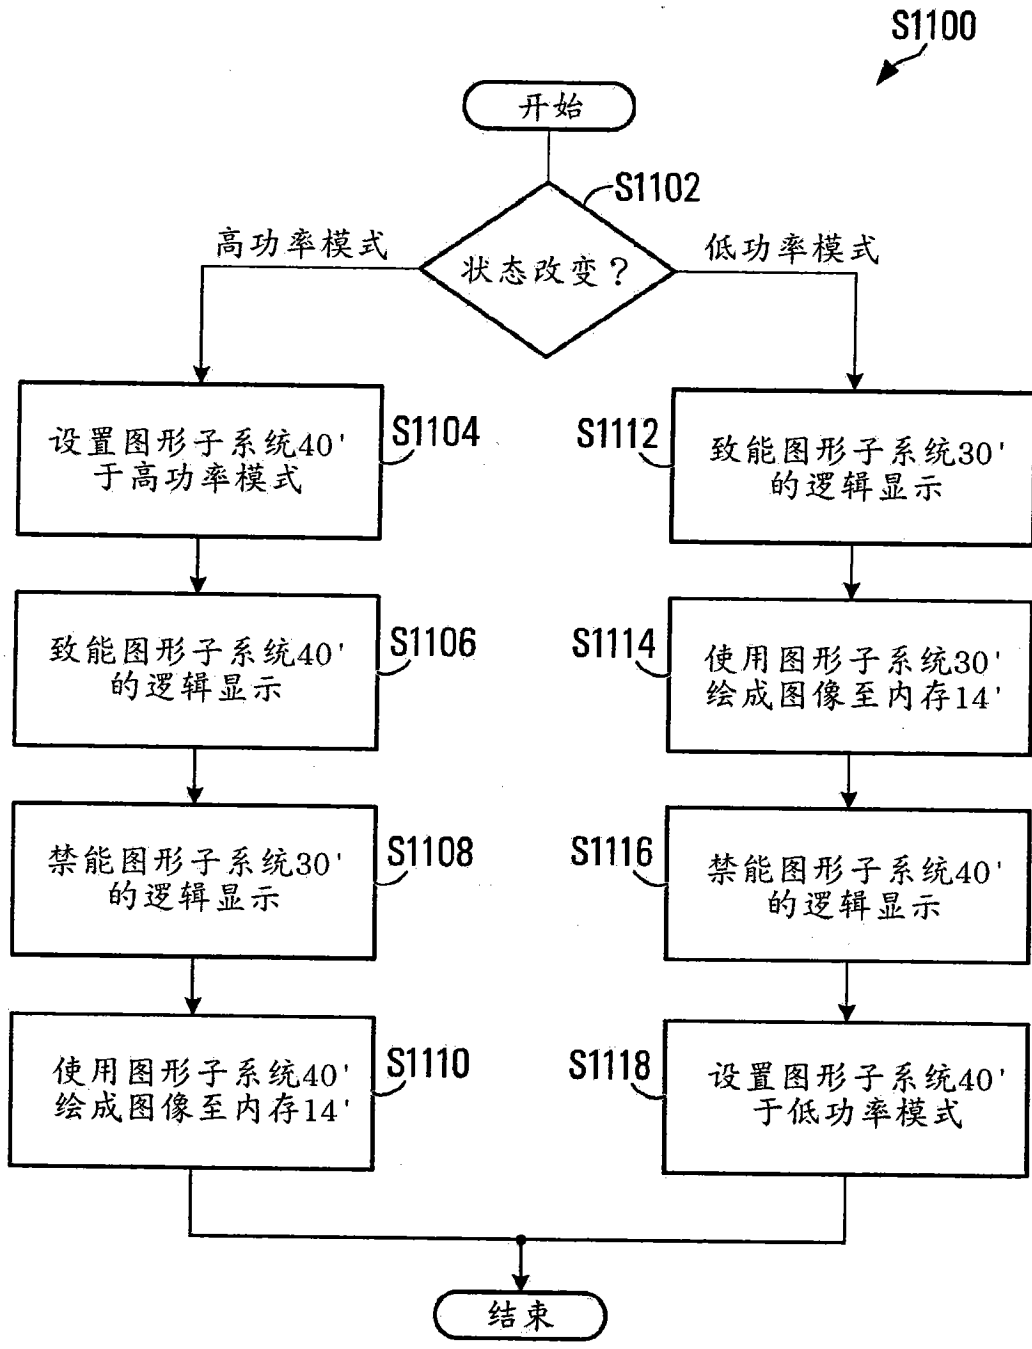 S1100
开始
S1102
高功率模式
状态改变？
低功率模式
设置图形子系统40'
于高功率模式
S1104
S1112
致能图形子系统30'
的逻辑显示
致能图形子系统40'
的逻辑显示
S1106
S1114
使用图形子系统30'
绘成图像至内存14'
禁能图形子系统30'
的逻辑显示
S1108
S1116
禁能图形子系统40'
的逻辑显示
使用图形子系统40'
绘成图像至内存14'
S1110
S1118
设置图形子系统40'
于低功率模式
结束